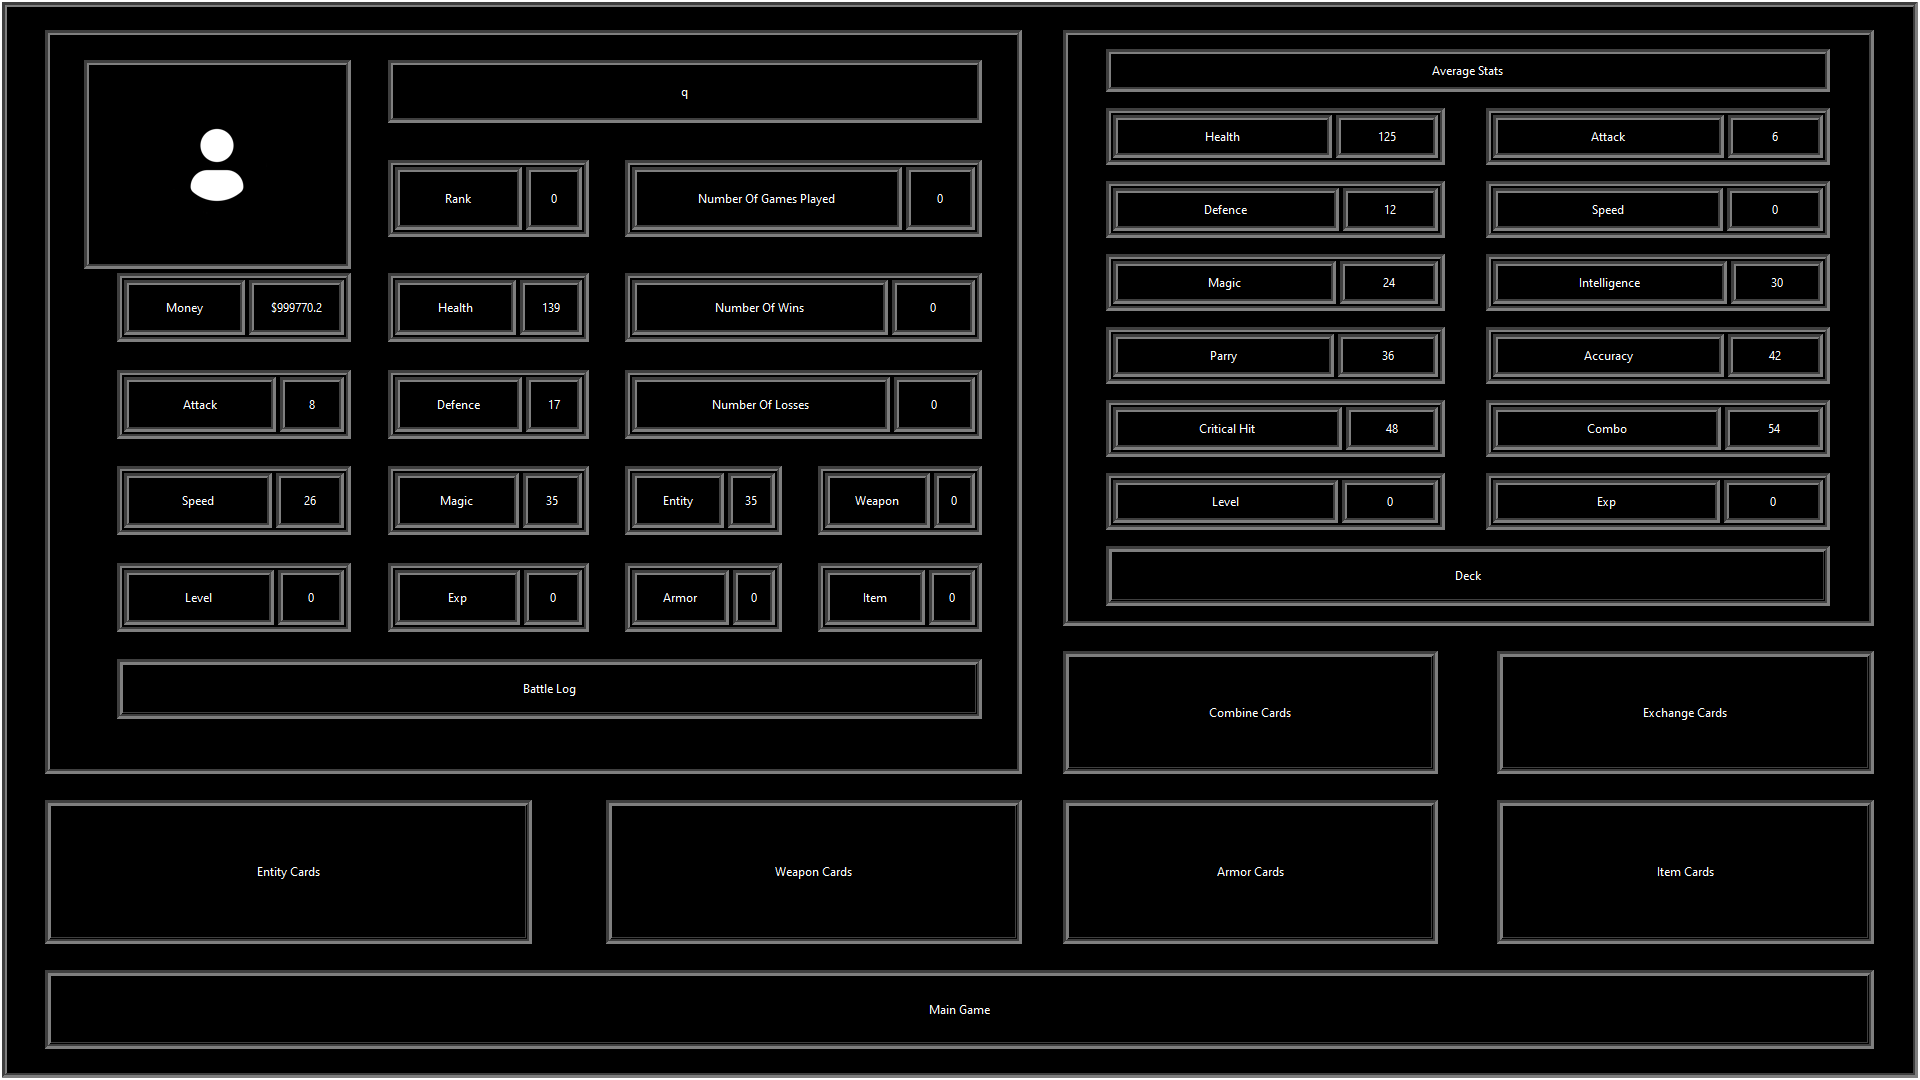 q
Rank 0 Number Of Games Played 0
Money $999770.2 Health 139 Number Of Wins 0
Attack 8 Defence 17 Number Of Losses 0
Speed 26 Magic 35 Entity 35 Weapon 0
Level 0 Exp 0 Armor 0 Item 0
Battle Log
Average Stats
Health 125 Attack 6
Defence 12 Speed 0
Magic 24 Intelligence 30
Parry 36 Accuracy 42
Critical Hit 48 Combo 54
Level 0 Exp 0
Deck
Combine Cards Exchange Cards
Entity Cards Weapon Cards Armor Cards Item Cards
Main Game